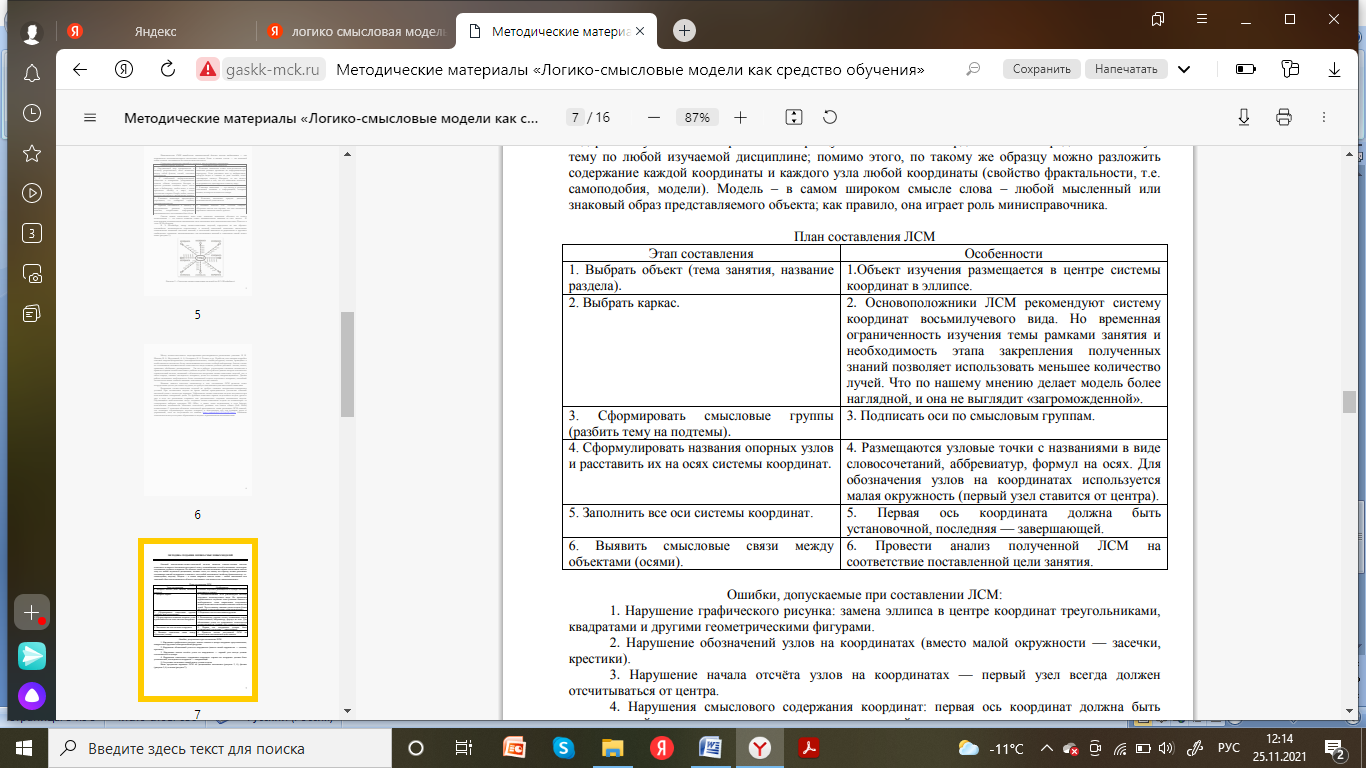 Яндекс
логико смысловая модель
Методические материа
gaskk-mck.ru
Методические материалы «Логико-смысловые модели как средство обучения»
Сохранить
Напечатать
Методические материалы «Логико-смысловые модели как с...
7 / 16
87%
3
5
6
7
тему по любой изучаемой дисциплине; помимо этого, по такому же образцу можно разложить
содержание каждой координаты и каждого узла любой координаты (свойство фрактальности, т.е.
самоподобия, модели). Модель – в самом широком смысле слова – любой мысленный или
знаковый образ представляемого объекта; как правило, она играет роль минисправочника.
План составления ЛСМ
Этап составления
Особенности
1. Выбрать объект (тема занятия, название
раздела).
1.Объект изучения размещается в центре системы
координат в эллипсе.
2. Выбрать каркас.
2. Основоположники ЛСМ рекомендуют систему
координат восьмилучевого вида. Но временная
ограниченность изучения темы рамками занятия и
необходимость этапа закрепления полученных
знаний позволяет использовать меньшее количество
лучей. Что по нашему мнению делает модель более
наглядной, и она не выглядит «загроможденной».
3. Сформировать смысловые группы
(разбить тему на подтемы).
3. Подписать оси по смысловым группам.
4. Сформулировать названия опорных узлов
и расставить их на осях системы координат.
4. Размещаются узловые точки с названиями в виде
словосочетаний, аббревиатур, формул на осях. Для
обозначения узлов на координатах используется
малая окружность (первый узел ставится от центра).
5. Заполнить все оси системы координат.
5. Первая ось координата должна быть
установочной, последняя — завершающей.
6. Выявить смысловые связи между
объектами (осями).
6. Провести анализ полученной ЛСМ на
соответствие поставленной цели занятия.
Ошибки, допускаемые при составлении ЛСМ:
1. Нарушение графического рисунка: замена эллипса в центре координат треугольниками,
квадратами и другими геометрическими фигурами.
2. Нарушение обозначений узлов на координатах (вместо малой окружности — засечки,
крестики).
3. Нарушение начала отсчёта узлов на координатах — первый узел всегда должен
отсчитываться от центра.
4. Нарушения смыслового содержания координат: первая ось координат должна быть
Введите здесь текст для поиска
-11°C
РУС
12:14
25.11.2021
2